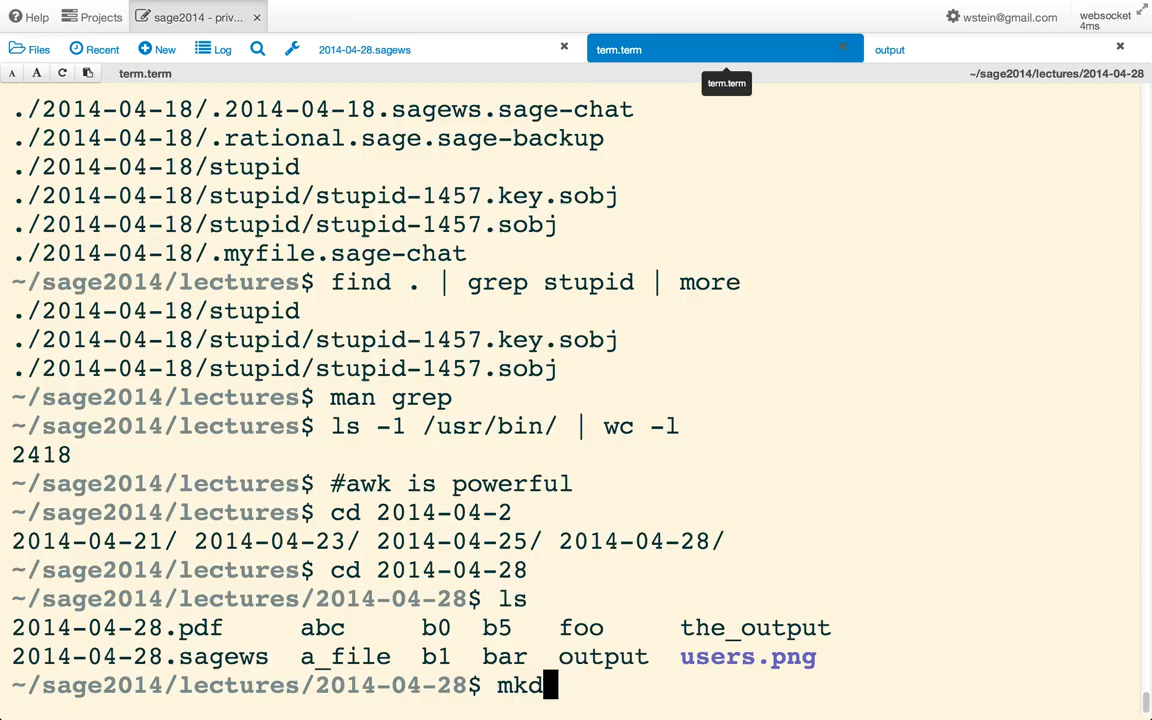 Help Projects sage2014 - priv... × wstein@gmail.com websocket 4ms
Files Recent New Log 2014-04-28.sagews term.term output
A A C term.term ~/sage2014/lectures/2014-04-28
term.term
./2014-04-18/.2014-04-18.sagews.sage-chat
./2014-04-18/.rational.sage.sage-backup
./2014-04-18/stupid
./2014-04-18/stupid/stupid-1457.key.sobj
./2014-04-18/stupid/stupid-1457.sobj
./2014-04-18/.myfile.sage-chat
~/sage2014/lectures$ find . | grep stupid | more
./2014-04-18/stupid
./2014-04-18/stupid/stupid-1457.key.sobj
./2014-04-18/stupid/stupid-1457.sobj
~/sage2014/lectures$ man grep
~/sage2014/lectures$ ls -1 /usr/bin/ | wc -l
2418
~/sage2014/lectures$ #awk is powerful
~/sage2014/lectures$ cd 2014-04-2
2014-04-21/ 2014-04-23/ 2014-04-25/ 2014-04-28/
~/sage2014/lectures$ cd 2014-04-28
~/sage2014/lectures/2014-04-28$ ls
2014-04-28.pdf abc b0 b5 foo the_output
2014-04-28.sagews a_file b1 bar output users.png
~/sage2014/lectures/2014-04-28$ mkd